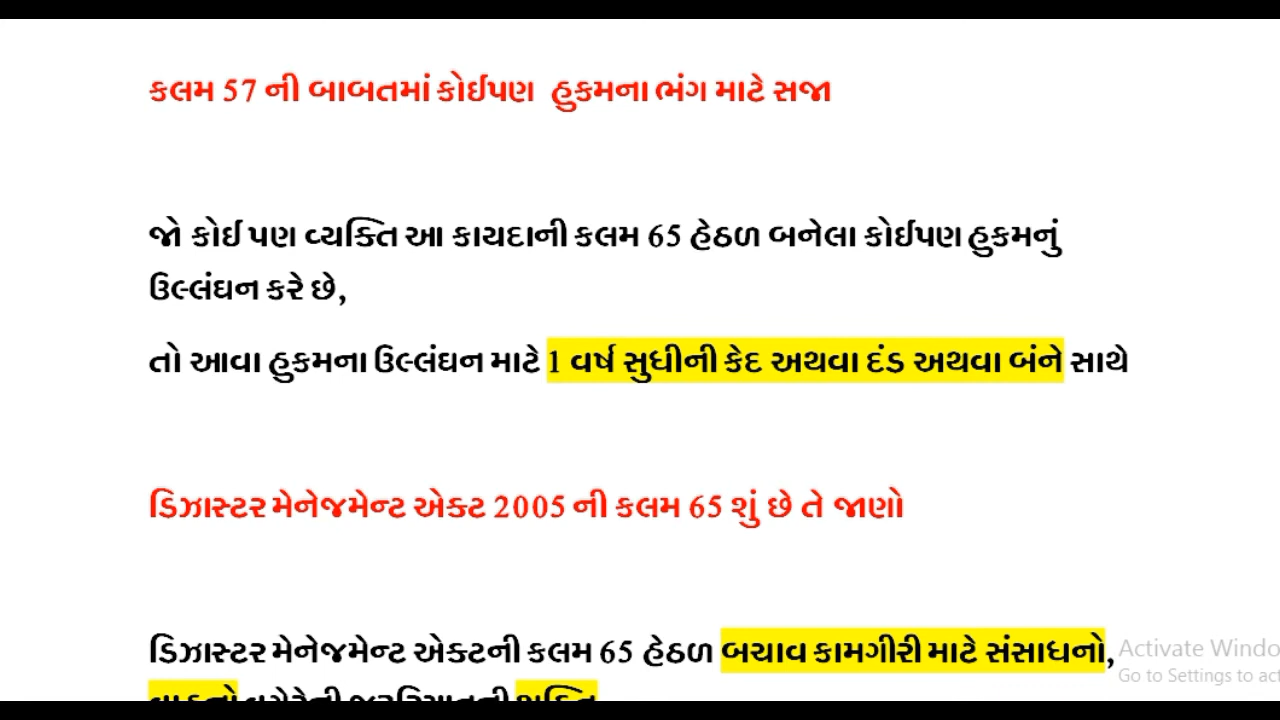 કલમ 57 ની બાબતમાં કોઈપણ હુકમના ભંગ માટે સજા
જો કોઈ પણ વ્યક્તિ આ કાયદાની કલમ 65 હેઠળ બનેલા કોઈપણ હુકમનું
ઉલ્લંઘન કરે છે,
તો આવા હુકમના ઉલ્લંઘન માટે 1 વર્ષ સુધીની કેદ અથવા દંડ અથવા બંને સાથે
ડિઝાસ્ટર મેનેજમેન્ટ એક્ટ 2005 ની કલમ 65 શું છે તે જાણો
ડિઝાસ્ટર મેનેજમેન્ટ એક્ટની કલમ 65 હેઠળ બચાવ કામગીરી માટે સંસાધનો,
Activate Windo
Go to Settings to act